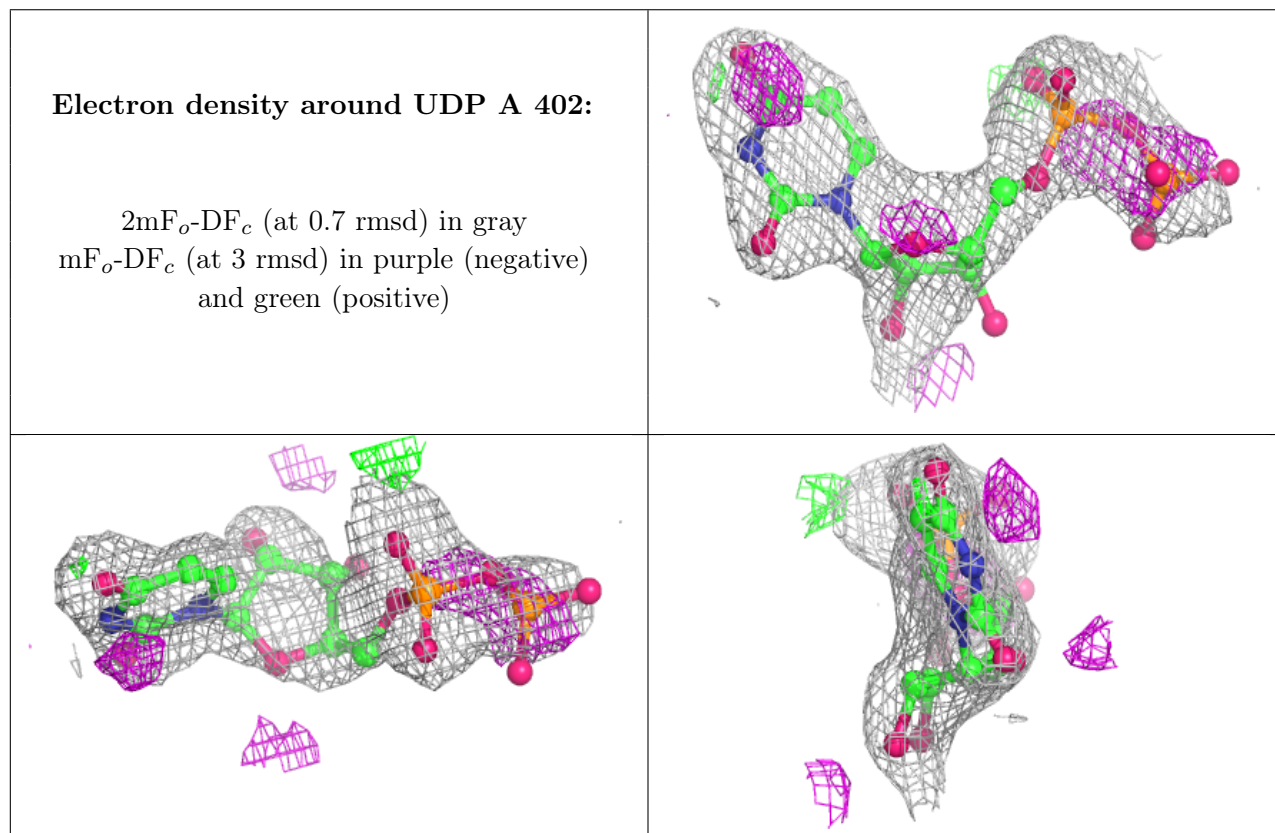 Electron density around UDP A 402:
2mFo-DFc (at 0.7 rmsd) in gray
mFo-DFc (at 3 rmsd) in purple (negative)
and green (positive)